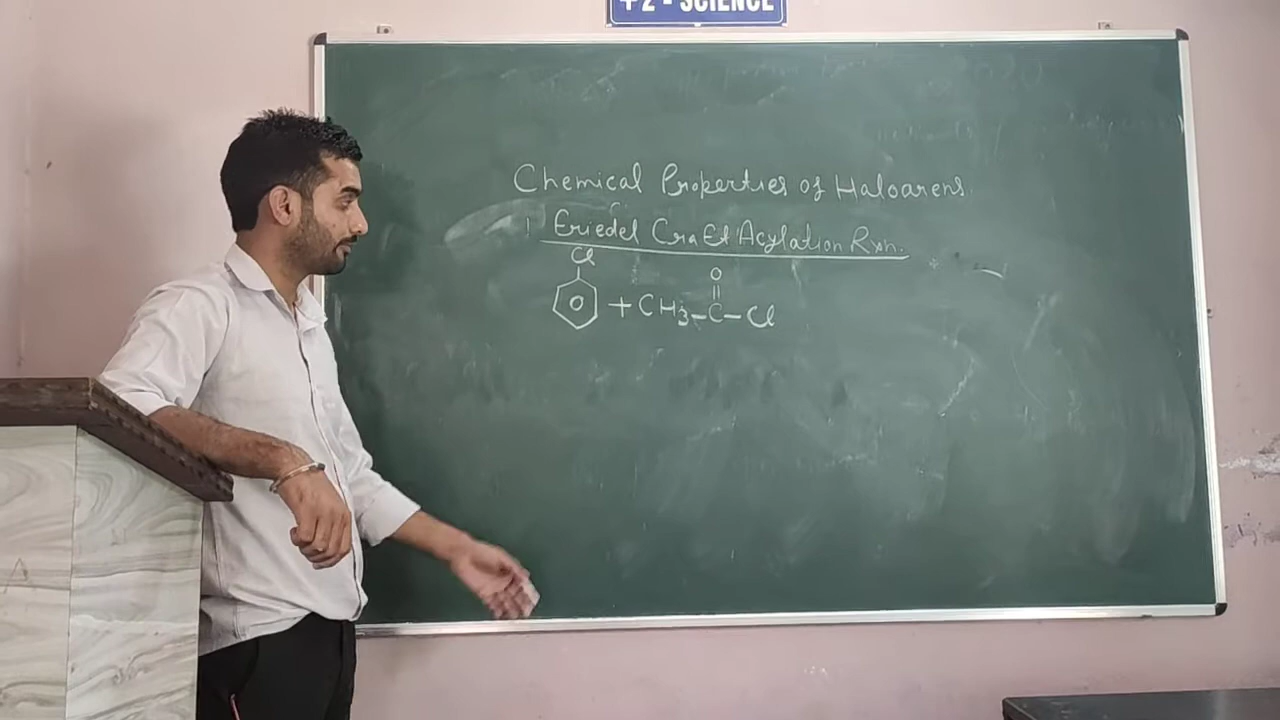 +2 - SCIENCE
Chemical Properties of Haloarens
1 Friedel Craft Acylation Rxn.
Cl
O
+ CH3-C-Cl